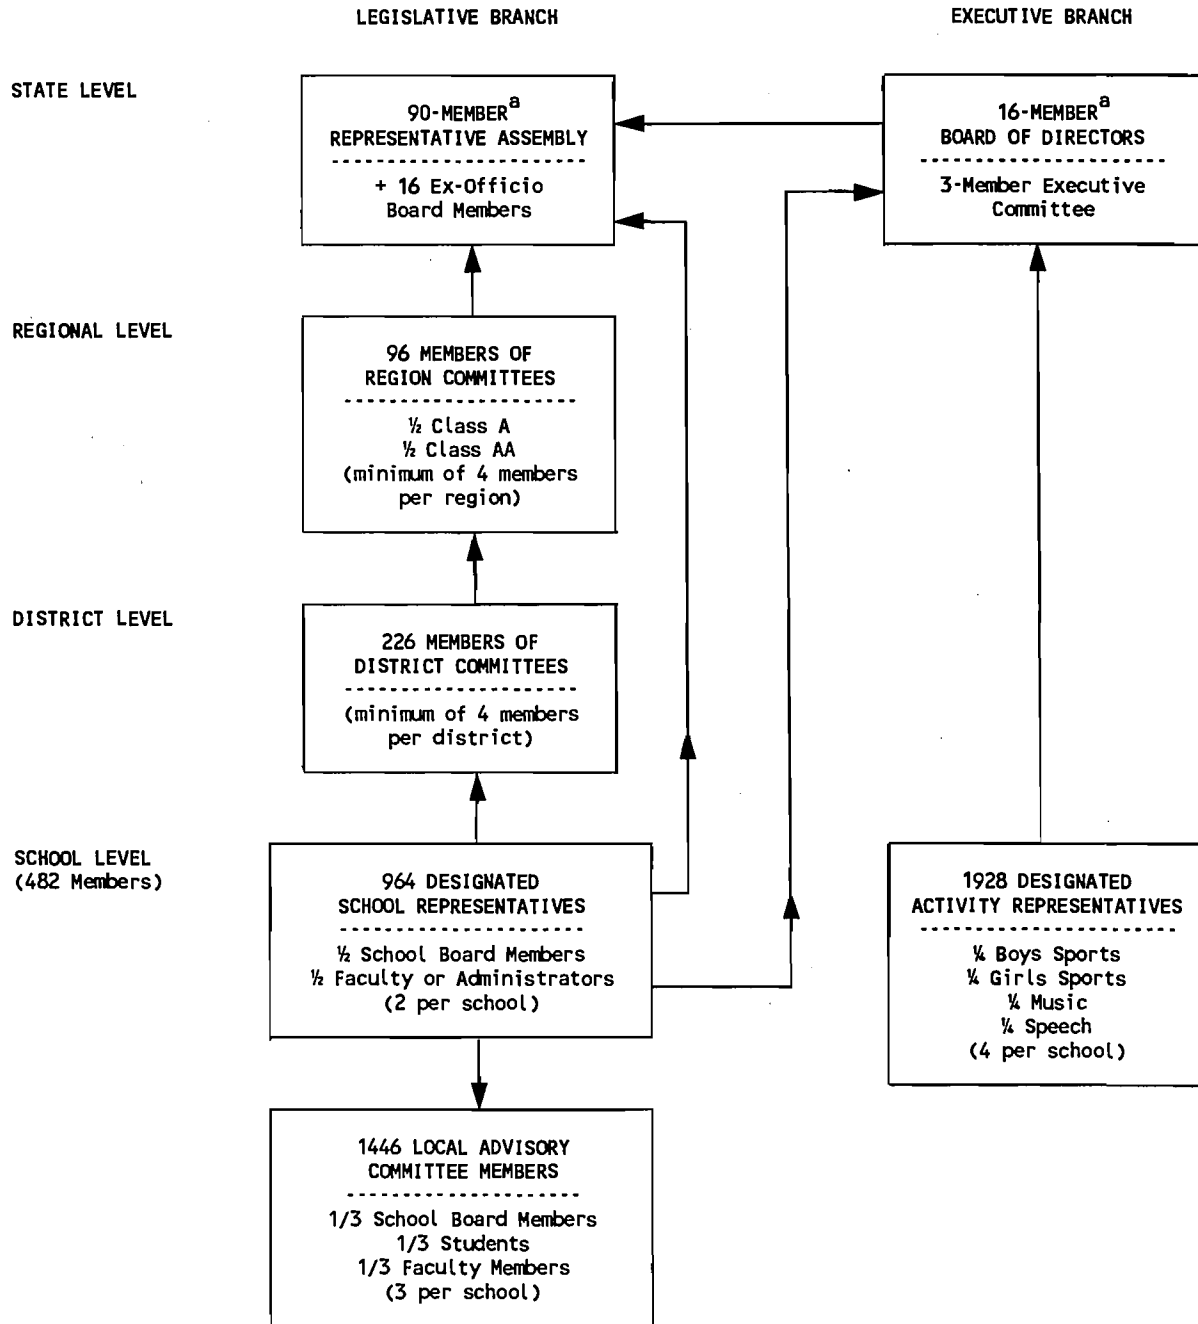 LEGISLATIVE BRANCH
EXECUTIVE BRANCH
STATE LEVEL
90-MEMBERa
REPRESENTATIVE ASSEMBLY
+ 16 Ex-Officio
Board Members
16-MEMBERa
BOARD OF DIRECTORS
3-Member Executive
Committee
REGIONAL LEVEL
96 MEMBERS OF
REGION COMMITTEES
½ Class A
½ Class AA
(minimum of 4 members
per region)
DISTRICT LEVEL
226 MEMBERS OF
DISTRICT COMMITTEES
(minimum of 4 members
per district)
SCHOOL LEVEL
(482 Members)
964 DESIGNATED
SCHOOL REPRESENTATIVES
½ School Board Members
½ Faculty or Administrators
(2 per school)
1928 DESIGNATED
ACTIVITY REPRESENTATIVES
¼ Boys Sports
¼ Girls Sports
¼ Music
¼ Speech
(4 per school)
1446 LOCAL ADVISORY
COMMITTEE MEMBERS
1/3 School Board Members
1/3 Students
1/3 Faculty Members
(3 per school)